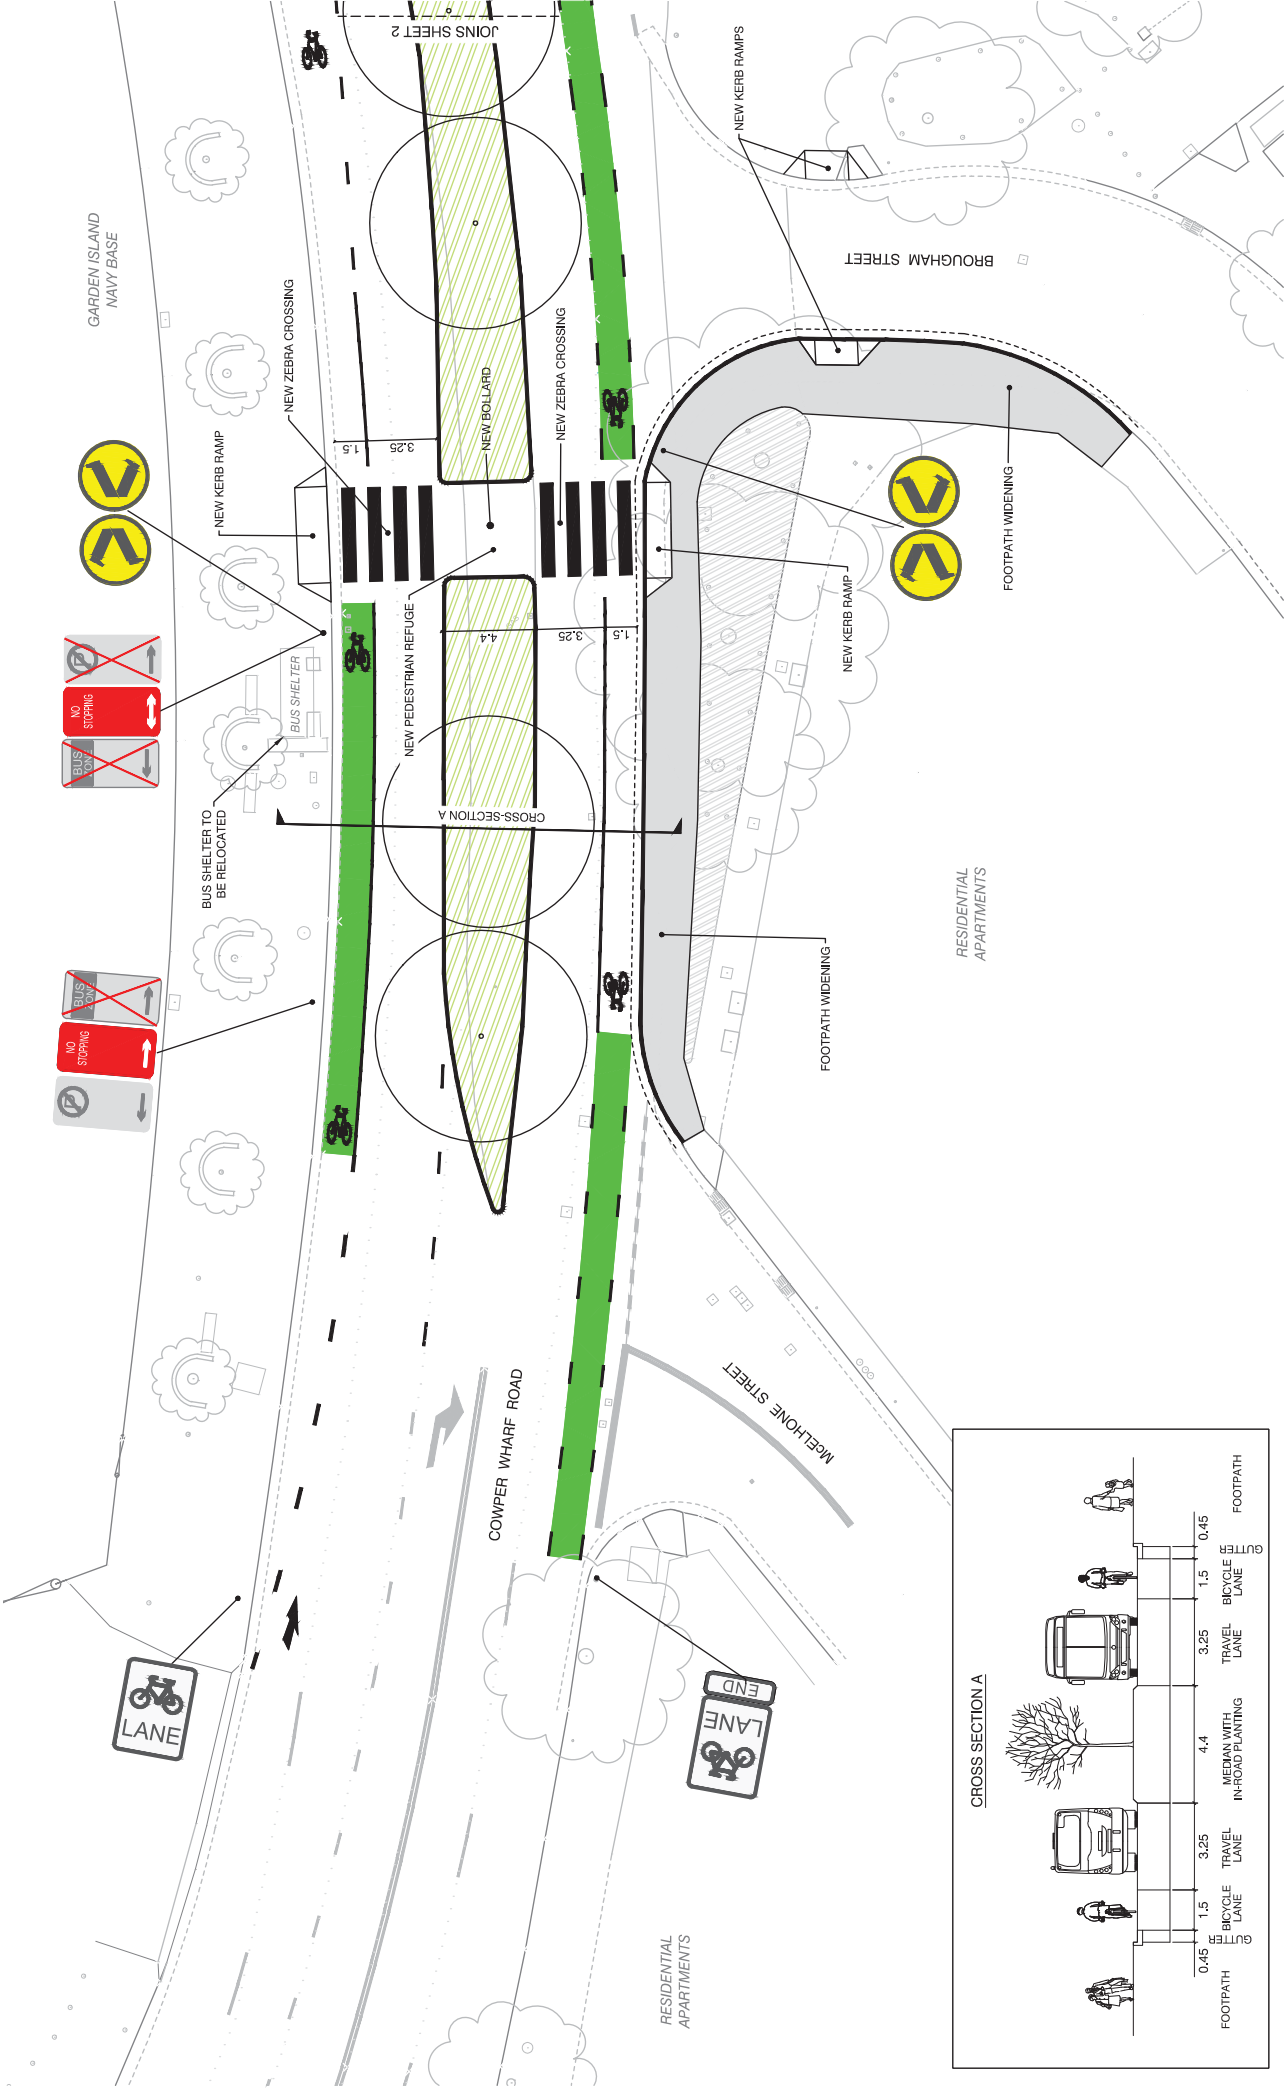 JOINS SHEET 2
GARDEN ISLAND
NAVY BASE
NEW KERB RAMPS
BROUGHAM STREET
NEW ZEBRA CROSSING
NEW KERB RAMP
1.5
3.25
NEW BOLLARD
NEW ZEBRA CROSSING
FOOTPATH WIDENING
NEW KERB RAMP
NEW PEDESTRIAN REFUGE
4.4
3.25
1.5
P
NO
STOPPING
BUS
ZONE
BUS SHELTER
BUS SHELTER TO
BE RELOCATED
CROSS-SECTION A
RESIDENTIAL
APARTMENTS
FOOTPATH WIDENING
BUS
ZONE
NO
STOPPING
P
COWPER WHARF ROAD
McELHONE STREET
LANE
LANE
END
RESIDENTIAL
APARTMENTS
CROSS SECTION A
FOOTPATH
0.45
GUTTER
1.5
BICYCLE
LANE
3.25
TRAVEL
LANE
4.4
MEDIAN WITH
IN-ROAD PLANTING
3.25
TRAVEL
LANE
1.5
BICYCLE
LANE
0.45
GUTTER
FOOTPATH